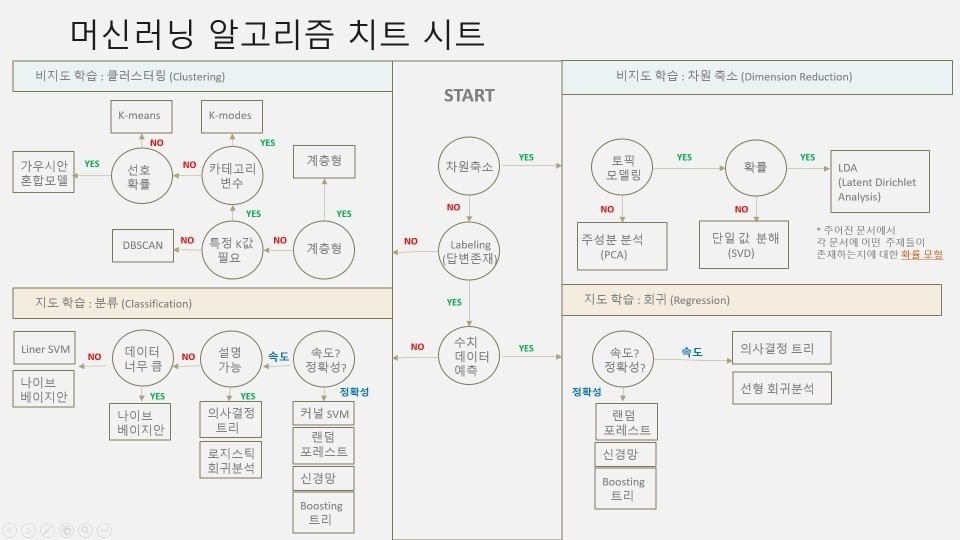 머신러닝 알고리즘 치트 시트
비지도 학습 : 클러스터링 (Clustering)
K-means
K-modes
NO
YES
가우시안
혼합모델
YES
선호
확률
NO
카테고리
변수
계층형
YES
YES
DBSCAN
NO
특정 K값
필요
NO
계층형
START
차원축소
YES
NO
Labeling
(답변존재)
NO
YES
수치
데이터
예측
NO
YES
비지도 학습 : 차원 축소 (Dimension Reduction)
토픽
모델링
YES
확률
YES
LDA
(Latent Dirichlet
Analysis)
NO
NO
주성분 분석
(PCA)
단일 값 분해
(SVD)
* 주어진 문서에서
각 문서에 어떤 주제들이
존재하는지에 대한 확률 모형
지도 학습 : 분류 (Classification)
Liner SVM
나이브
베이지안
NO
데이터
너무 큼
NO
설명
가능
속도
속도?
정확성?
YES
YES
정확성
나이브
베이지안
의사결정
트리
로지스틱
회귀분석
커널 SVM
랜덤
포레스트
신경망
Boosting
트리
지도 학습 : 회귀 (Regression)
속도?
정확성?
속도
의사결정 트리
선형 회귀분석
정확성
랜덤
포레스트
신경망
Boosting
트리